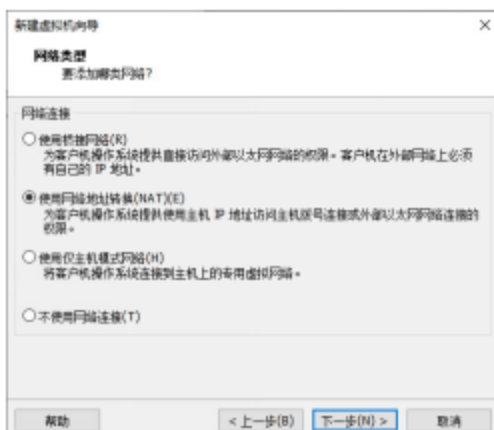 新建虚拟机向导
网络类型
要添加哪类网络?
网络连接
使用桥接网络(R)
为客户机操作系统提供直接访问外部以太网网络的权限。客户机在外部网络上必须
有自己的 IP 地址。
使用网络地址转换(NAT)(E)
为客户机操作系统提供使用主机 IP 地址访问主机拨号连接或外部以太网网络连接的
权限。
使用仅主机模式网络(H)
将客户机操作系统连接到主机上的专用虚拟网络。
不使用网络连接(T)
帮助
< 上一步(B)
下一步(N) >
取消